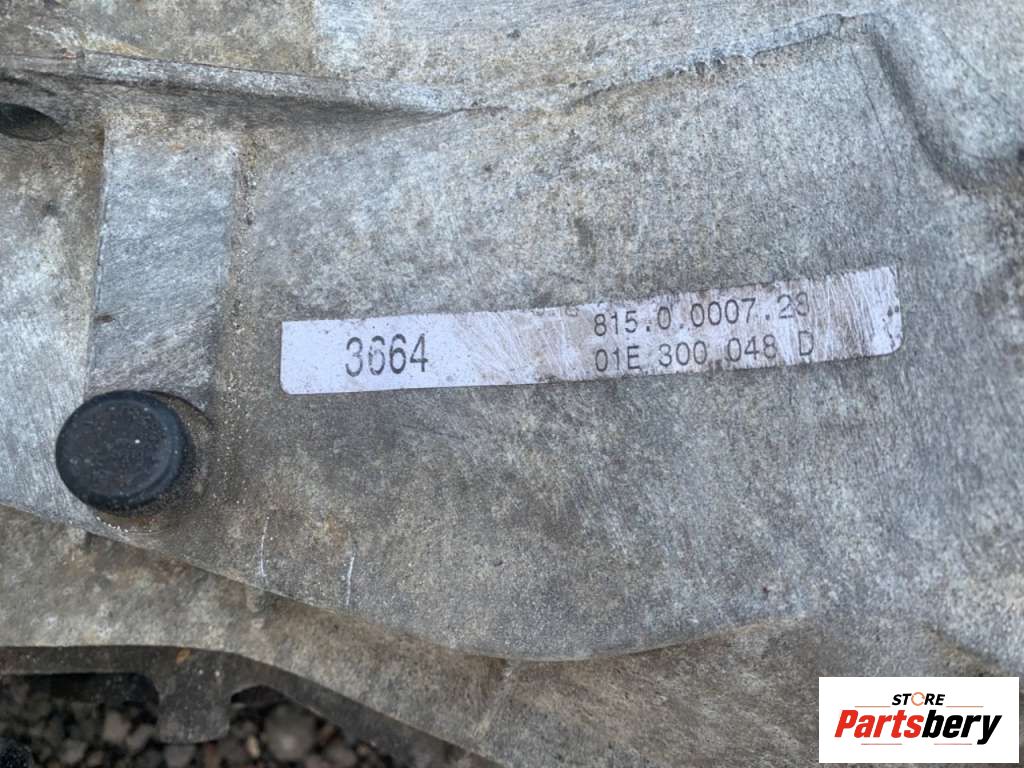 3664
815.0.0007.23
01E 300 048 D
STORE
Partsbery